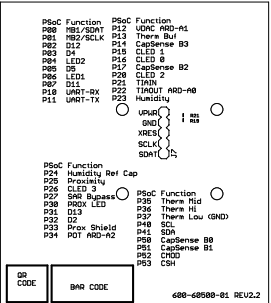 PSoC Function
P00 MB1/SDAT
P01 MB2/SCLK
P02 D12
P03 D4
P04 LED2
P05 D5
P06 LED1
P07 D11
P10 UART-RX
P11 UART-TX
PSoC Function
P12 VDAC ARD-A1
P13 Therm Buf
P14 CapSense B3
P15 CLED 1
P16 CLED 0
P17 CapSense B2
P20 CLED 2
P21 TIAIN
P22 TIAOUT ARD-A0
P23 Humidity
VPWR
GND
XRES
SCLK
SDAT
R21
R19
PSoC Function
P24 Humidity Ref Cap
P25 Proximity
P26 CLED 3
P27 SAR Bypass
P30 PROX LED
P31 D13
P32 D2
P33 Prox Shield
P34 POT ARD-A2
PSoC Function
P35 Therm Mid
P36 Therm Hi
P37 Therm Low (GND)
P40 SCL
P41 SDA
P50 CapSense B0
P51 CapSense B1
P52 CMOD
P53 CSH
QR
CODE
BAR CODE
600-60501-01 REV2.2